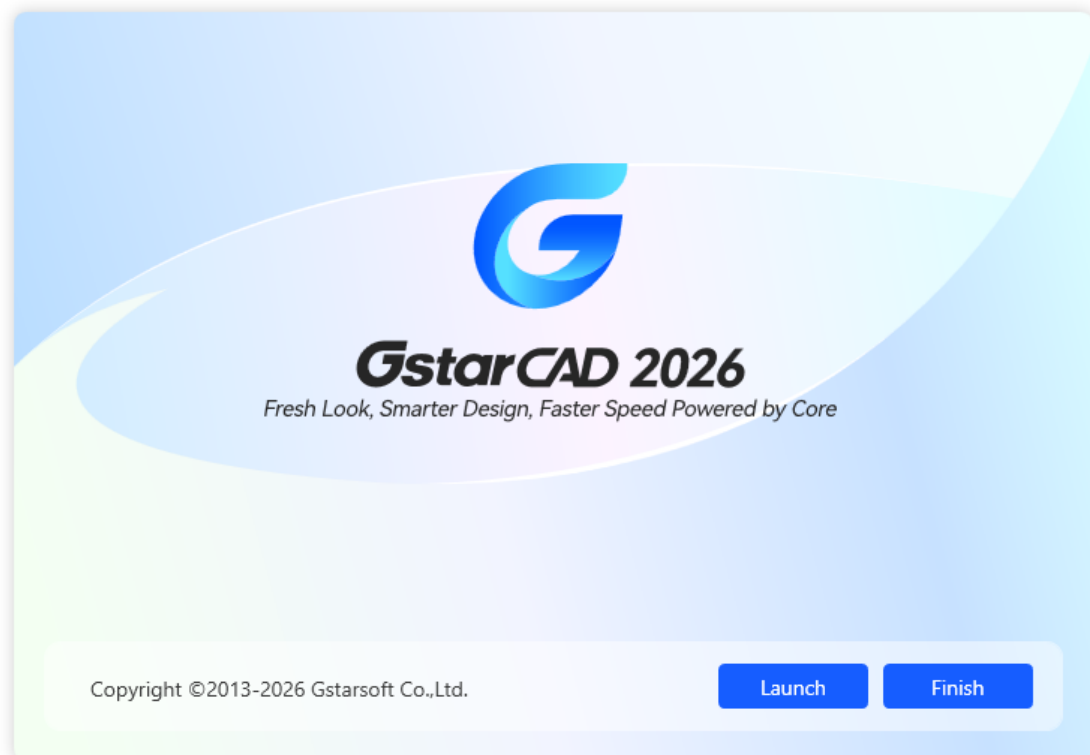 GstarCAD 2026
Fresh Look, Smarter Design, Faster Speed Powered by Core
Copyright ©2013-2026 Gstarsoft Co.,Ltd.
Launch
Finish